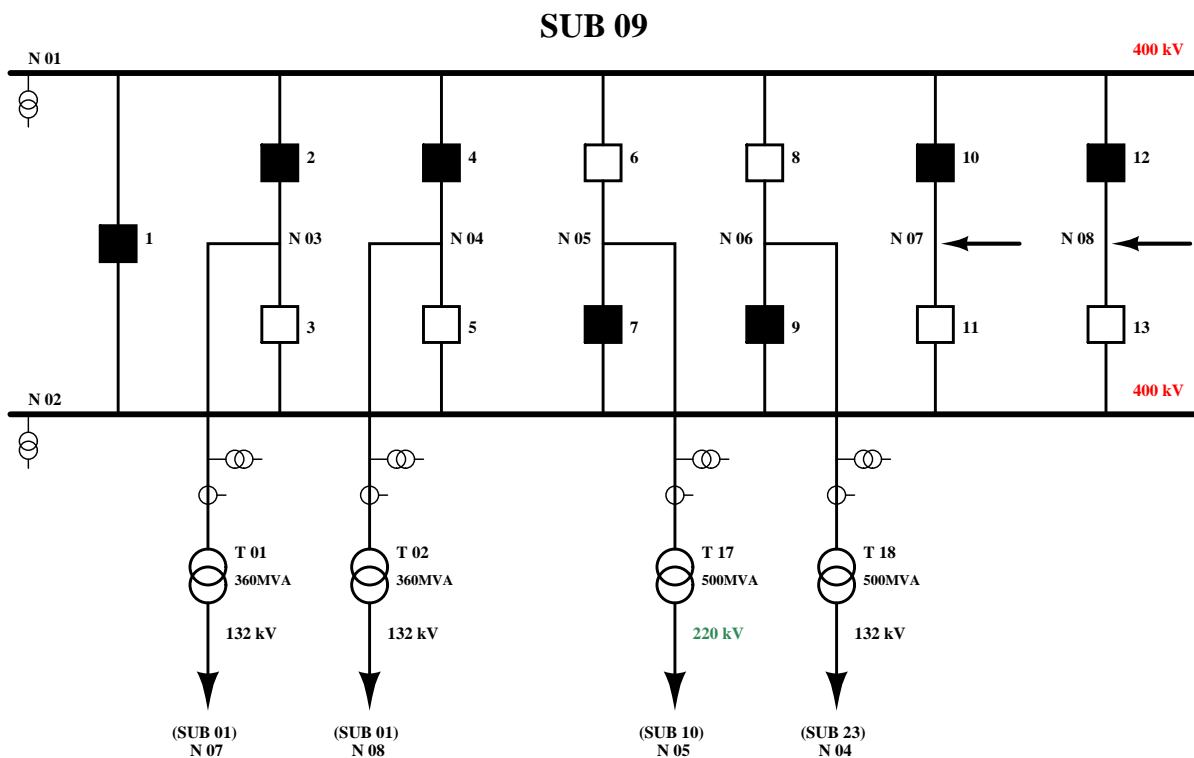 SUB 09
N 01
400 kV
2
4
6
8
10
12
1
N 03
N 04
N 05
N 06
N 07
N 08
3
5
7
9
11
13
N 02
400 kV
T 01
360MVA
T 02
360MVA
T 17
500MVA
T 18
500MVA
132 kV
132 kV
220 kV
132 kV
(SUB 01)
N 07
(SUB 01)
N 08
(SUB 10)
N 05
(SUB 23)
N 04